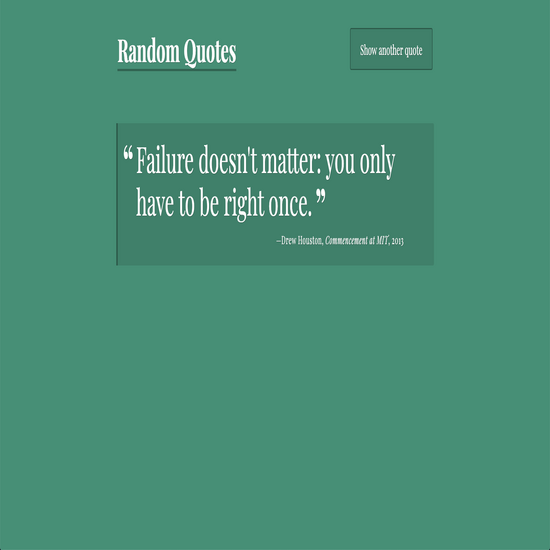 Random Quotes
Show another quote
“Failure doesn't matter: you only
have to be right once.”
—Drew Houston, Commencement at MIT, 2013